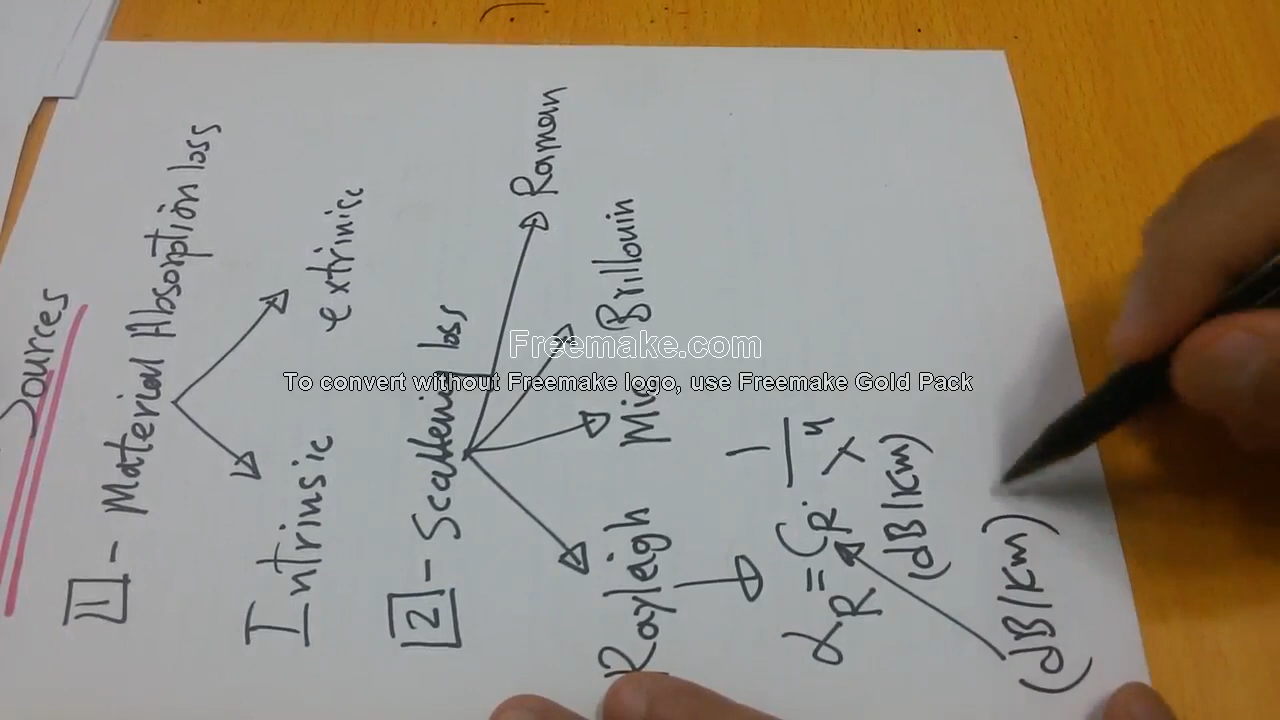 Sources
1 - Material Absorption loss
Intrinsic
extrinisc
2 - Scattering loss
Rayleigh
Mie
Brillouin
Raman
αR = CR · 1/λ⁴
(dB/Km)
(dB/Km)
Freemake.com
To convert without Freemake logo, use Freemake Gold Pack